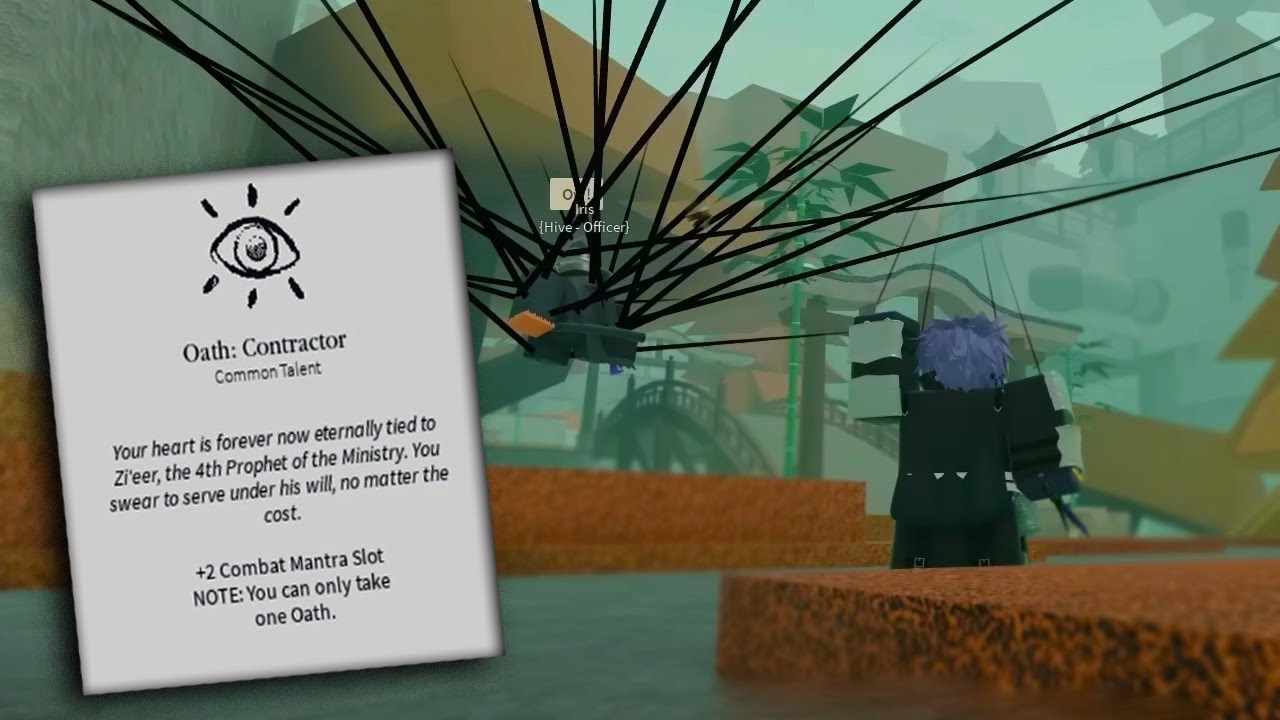 Oath: Contractor
Common Talent
Your heart is forever now eternally tied to
Zi'eer, the 4th Prophet of the Ministry. You
swear to serve under his will, no matter the
cost.
+2 Combat Mantra Slot
NOTE: You can only take
one Oath.
Iris
{Hive - Officer}